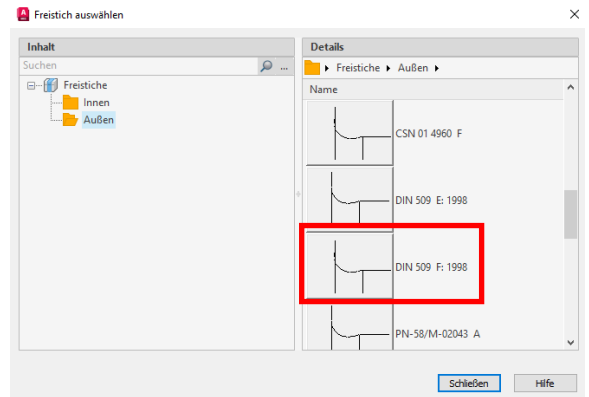 Freistich auswählen
Inhalt
Suchen
...
Freistiche
Innen
Außen
Details
Freistiche Außen
Name
CSN 01 4960 F
DIN 509 E: 1998
DIN 509 F: 1998
PN-58/M-02043 A
Schließen Hilfe